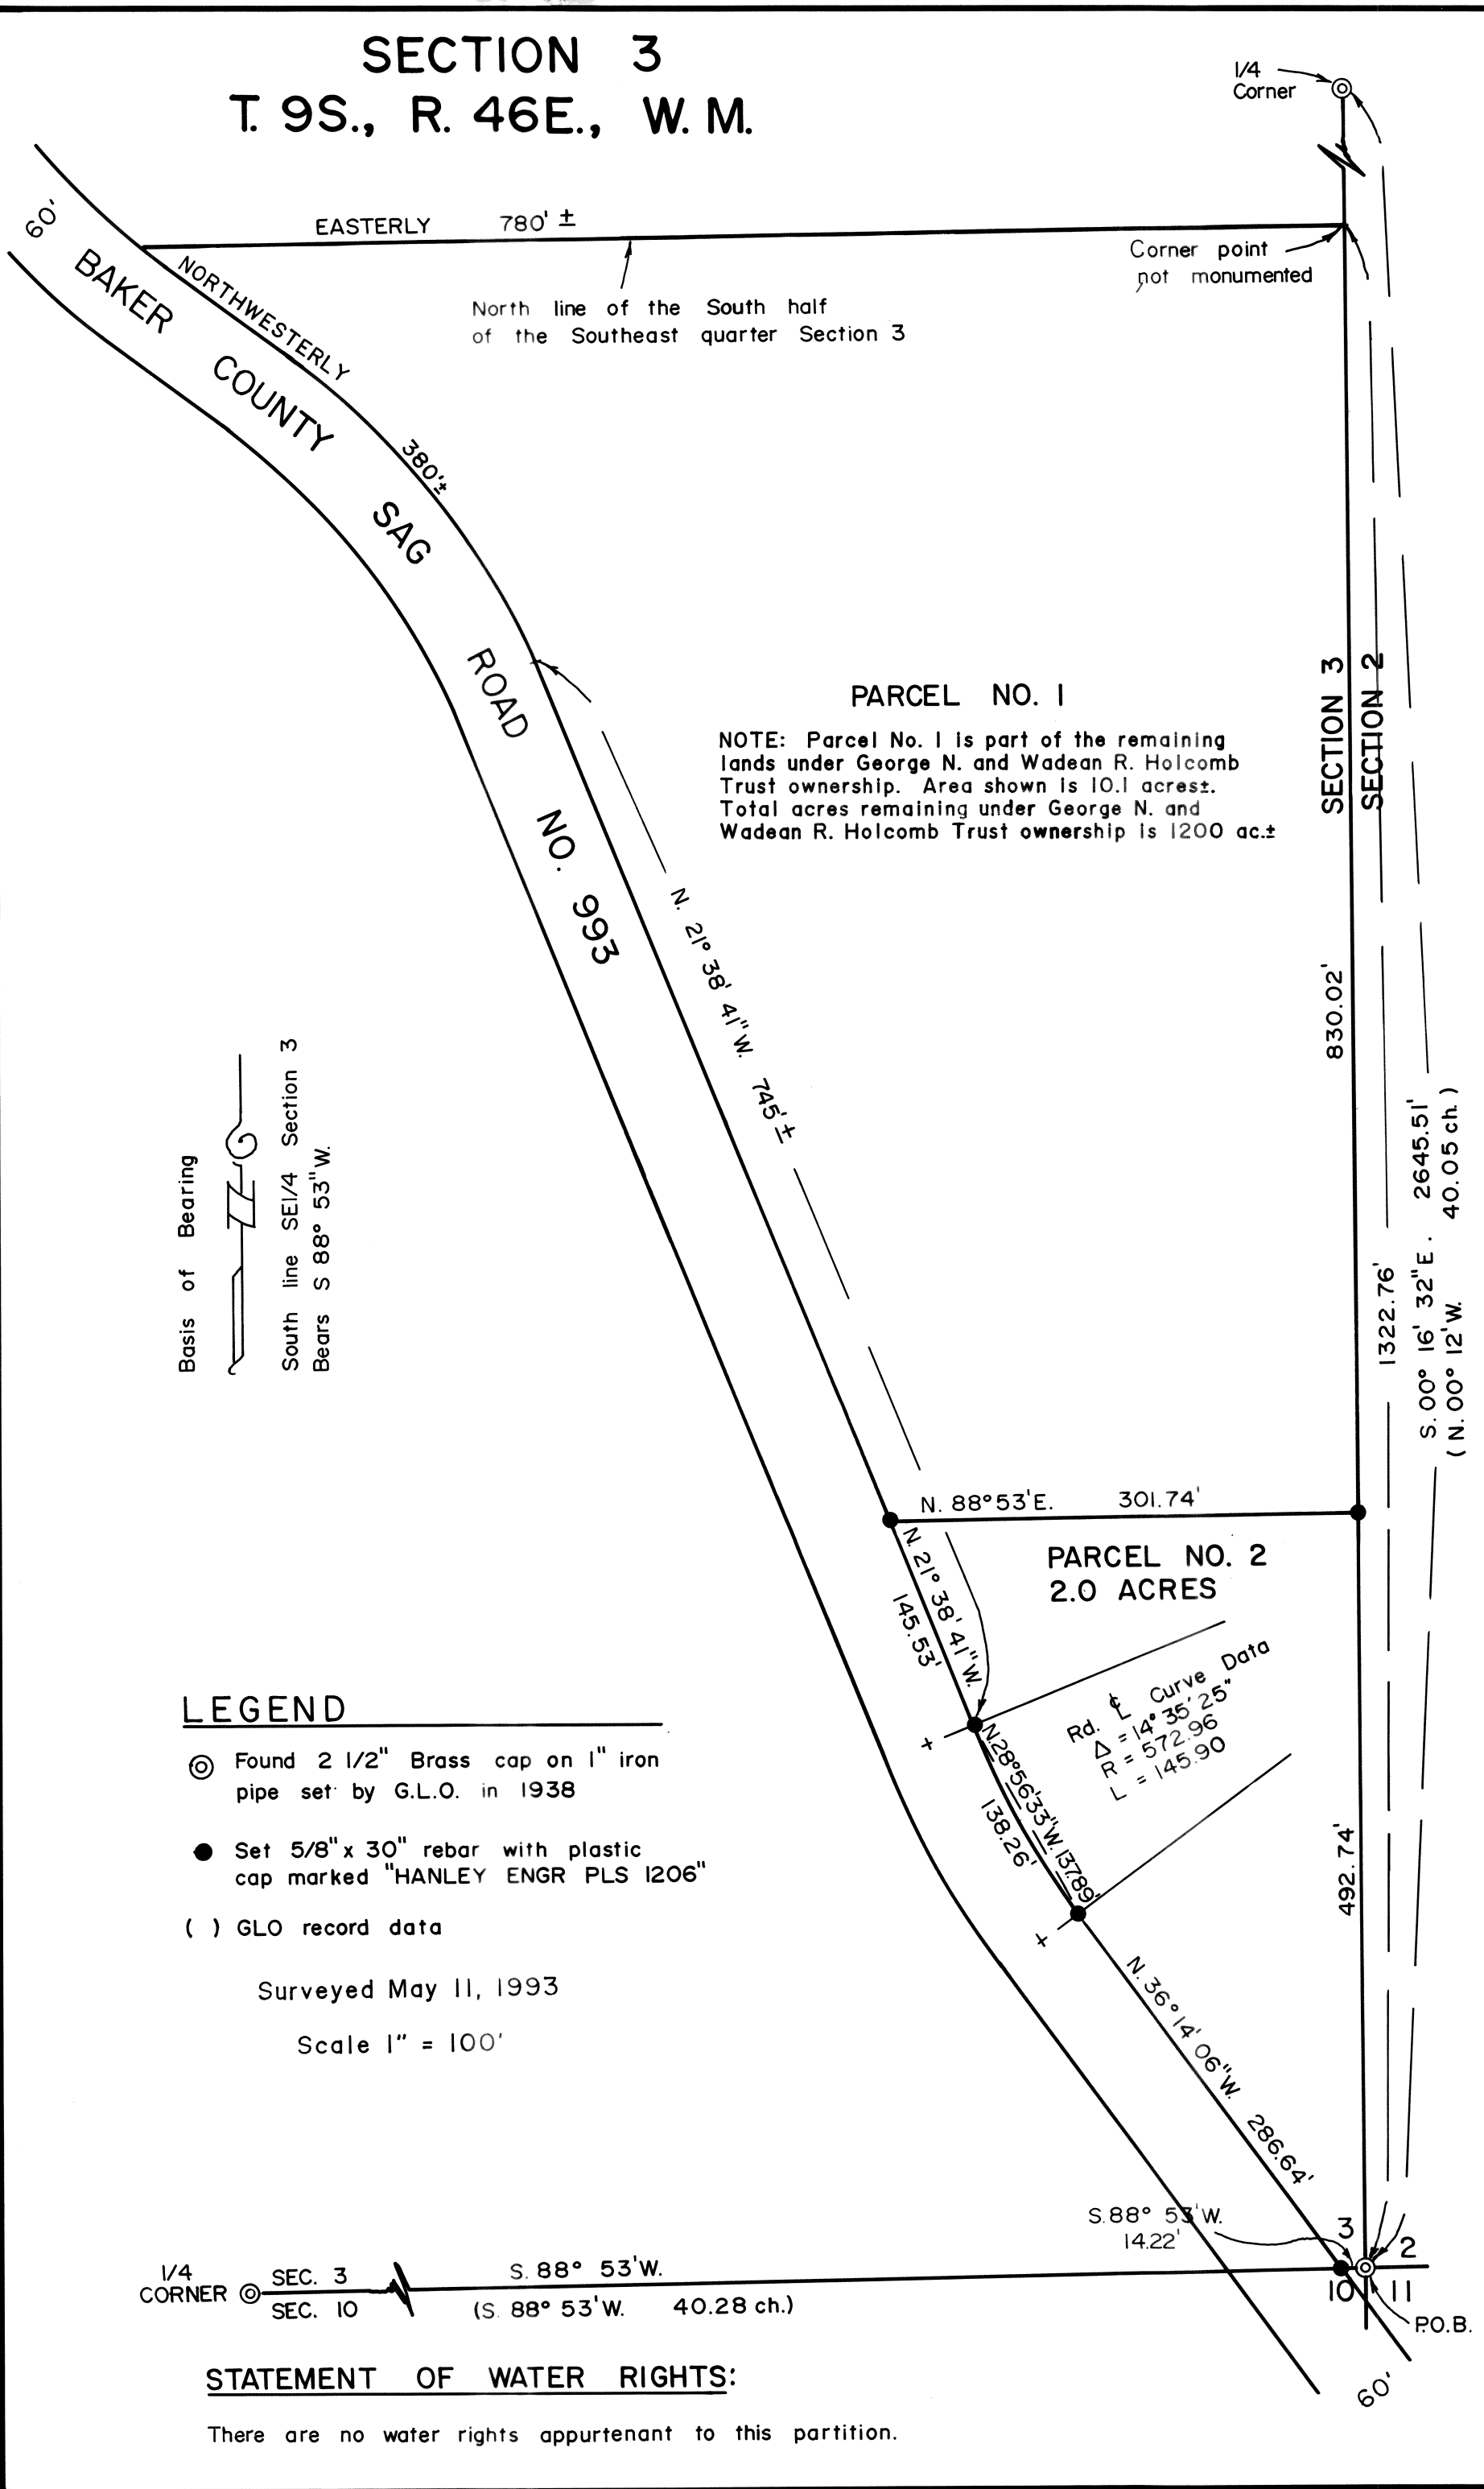 SECTION 3
T. 9S., R. 46E., W. M.
1/4
Corner
60'
EASTERLY 780' ±
Corner point
not monumented
BAKER COUNTY SAG ROAD NO. 993
NORTHWESTERLY 380'±
North line of the South half
of the Southeast quarter Section 3
PARCEL NO. 1
NOTE: Parcel No. 1 is part of the remaining
lands under George N. and Wadean R. Holcomb
Trust ownership. Area shown is 10.1 acres±.
Total acres remaining under George N. and
Wadean R. Holcomb Trust ownership is 1200 ac.±
SECTION 3
SECTION 2
N. 21° 38' 41"W. 745'±
830.02'
1322.76'
S. 00° 16' 32"E. 2645.51'
(N. 00° 12'W. 40.05 ch.)
Basis of Bearing
South line SE1/4 Section 3
Bears S 88° 53"W.
N. 88°53'E. 301.74'
PARCEL NO. 2
2.0 ACRES
N. 21° 38' 41"W.
145.53'
Rd. ℄ Curve Data
Δ = 14° 35' 25"
R = 572.96
L = 145.90
N.28°56'33"W. 137.89'
138.26'
492.74'
N. 36° 14' 06"W. 286.64'
LEGEND
Found 2 1/2" Brass cap on 1" iron
pipe set by G.L.O. in 1938
Set 5/8"x 30" rebar with plastic
cap marked "HANLEY ENGR PLS 1206"
( ) GLO record data
Surveyed May 11, 1993
Scale 1" = 100'
S.88° 53'W.
14.22'
3
2
10
11
P.O.B.
60'
1/4
CORNER
SEC. 3
SEC. 10
S. 88° 53'W.
(S. 88° 53'W. 40.28 ch.)
STATEMENT OF WATER RIGHTS:
There are no water rights appurtenant to this partition.